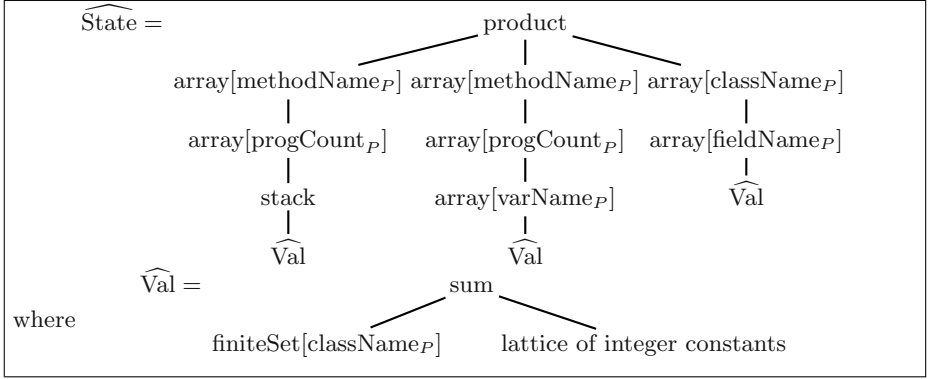 State^ = product
array[methodName_P] array[methodName_P] array[className_P]
array[progCount_P] array[progCount_P] array[fieldName_P]
stack array[varName_P] Val^
Val^ Val^
Val^ = sum
where
finiteSet[className_P] lattice of integer constants